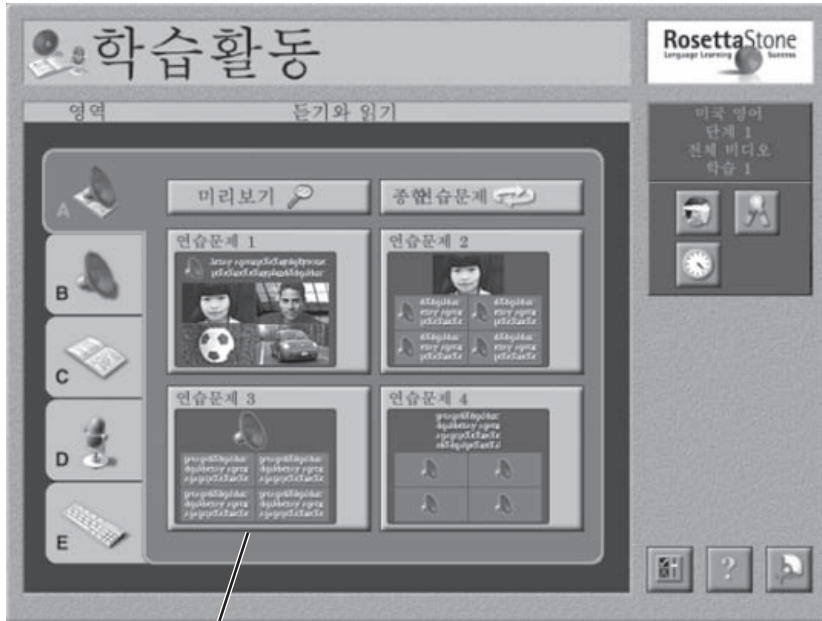 학습활동
RosettaStone
Language Learning Success
영역 듣기와 읽기
미국 영어
단계 1
전체 비디오
학습 1
A
미리보기
종합연습문제
연습문제 1
연습문제 2
B
C
연습문제 3
연습문제 4
D
E
?